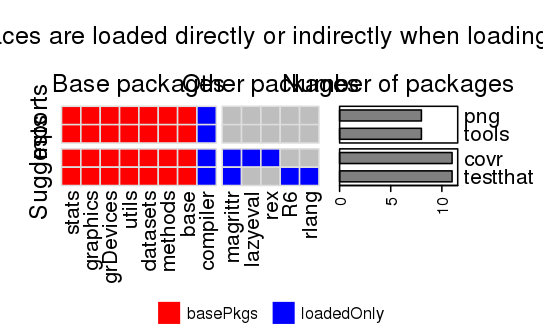 aces are loaded directly or indirectly when loading
Base packages Other packages Number of packages
Imports
Suggests
png
tools
covr
testthat
stats
graphics
grDevices
utils
datasets
methods
base
compiler
magrittr
lazyeval
rex
R6
rlang
0 5 10
basePkgs loadedOnly